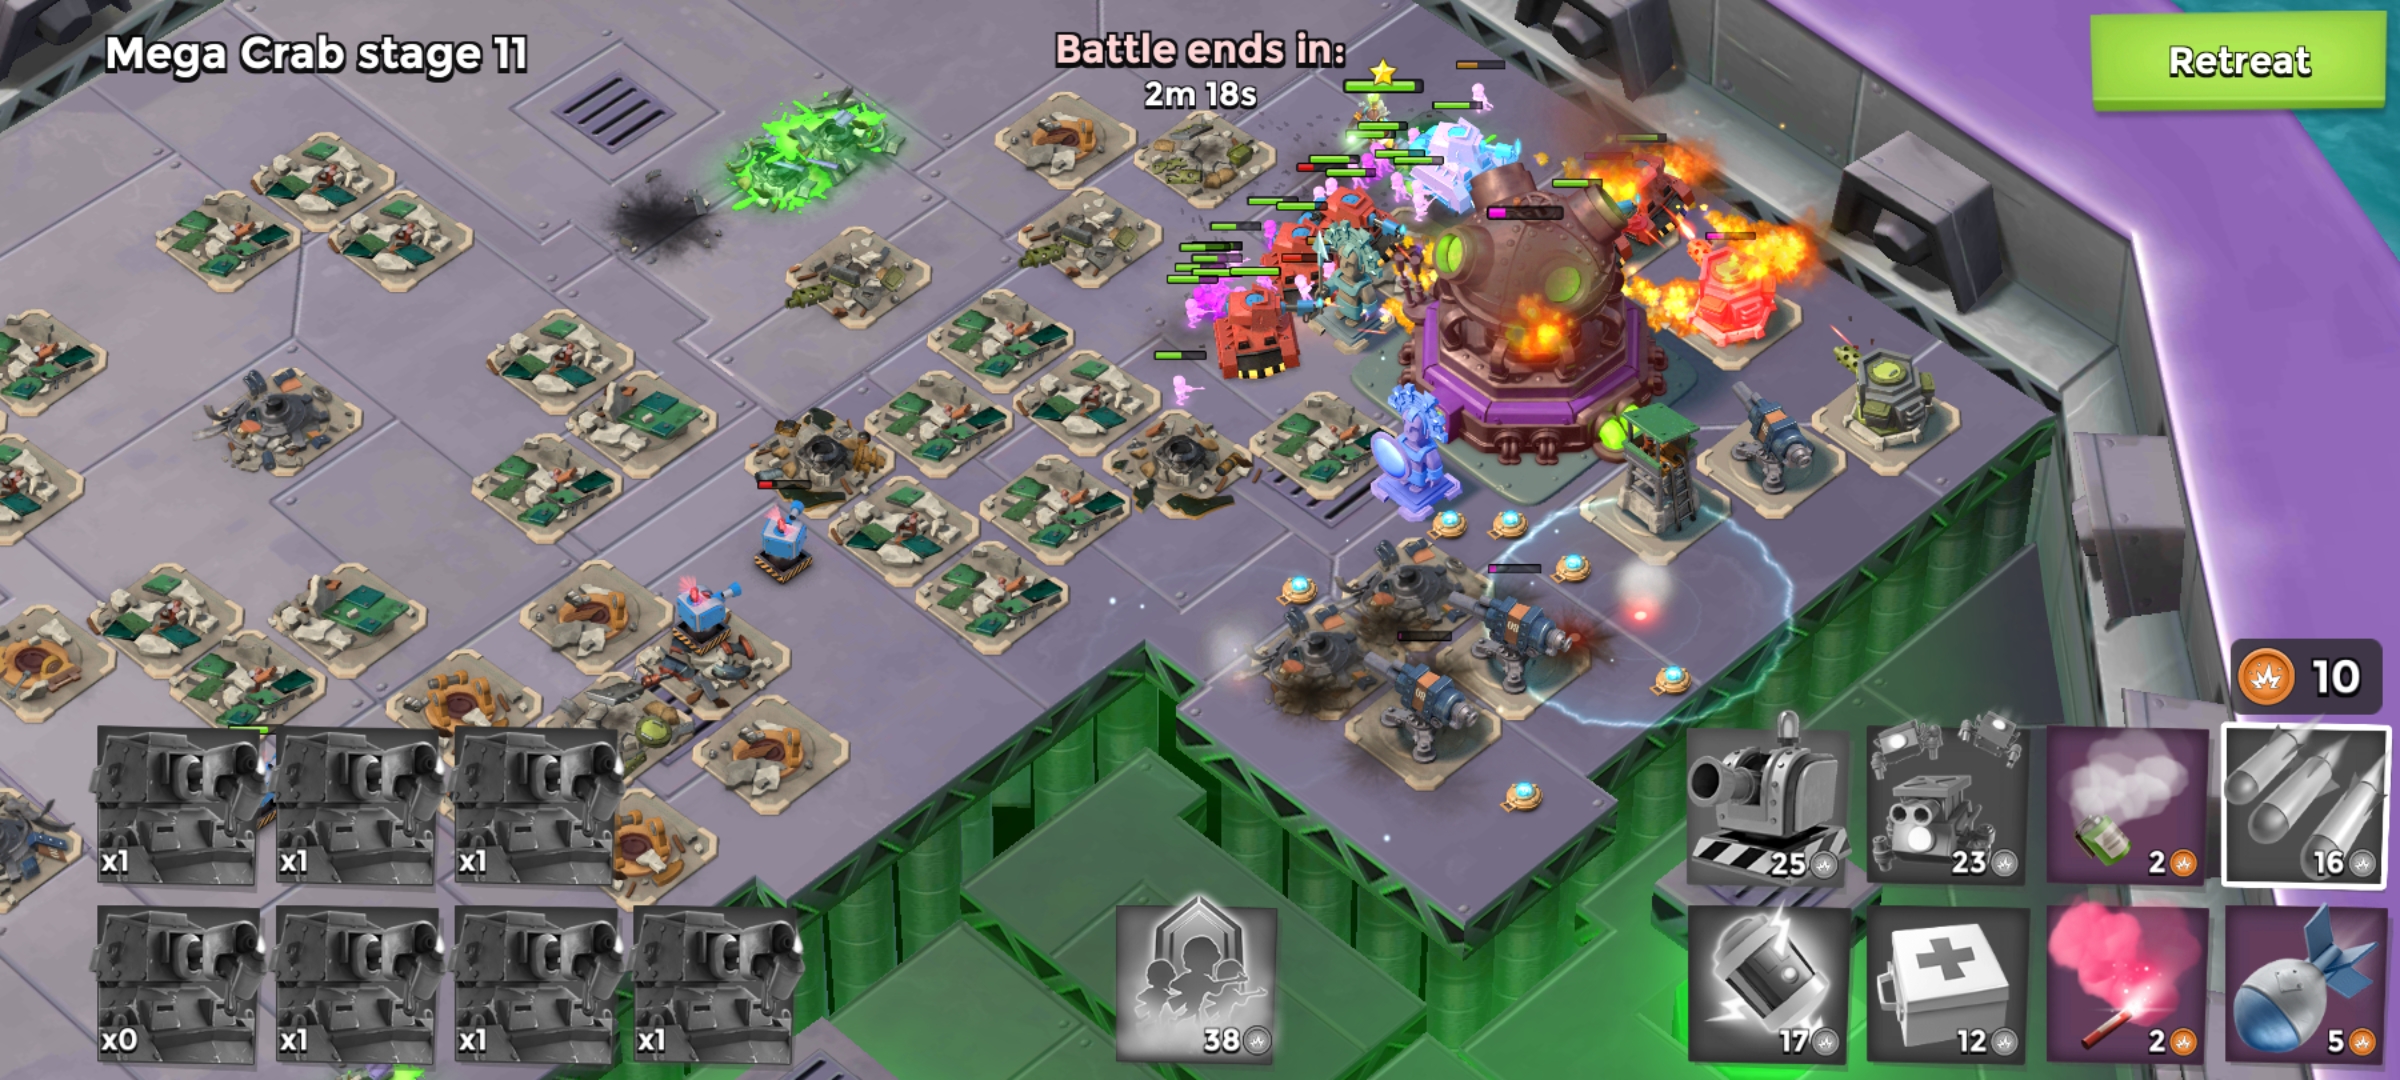 Mega Crab stage 11
Battle ends in:
2m 18s
Retreat
10
x1
x1
x1
25
23
2
16
x0
x1
x1
x1
38
17
12
2
5